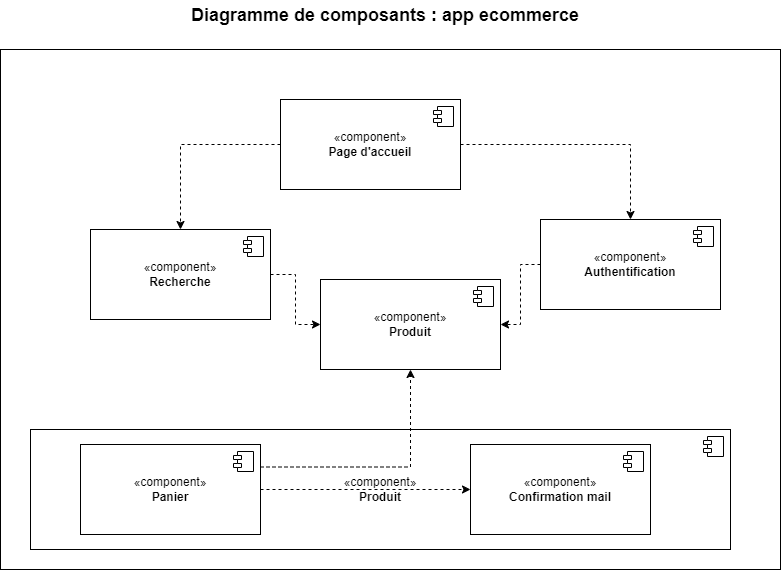 Diagramme de composants : app ecommerce
«component»
Page d'accueil
«component»
Recherche
«component»
Authentification
«component»
Produit
«component»
Panier
«component»
Produit
«component»
Confirmation mail